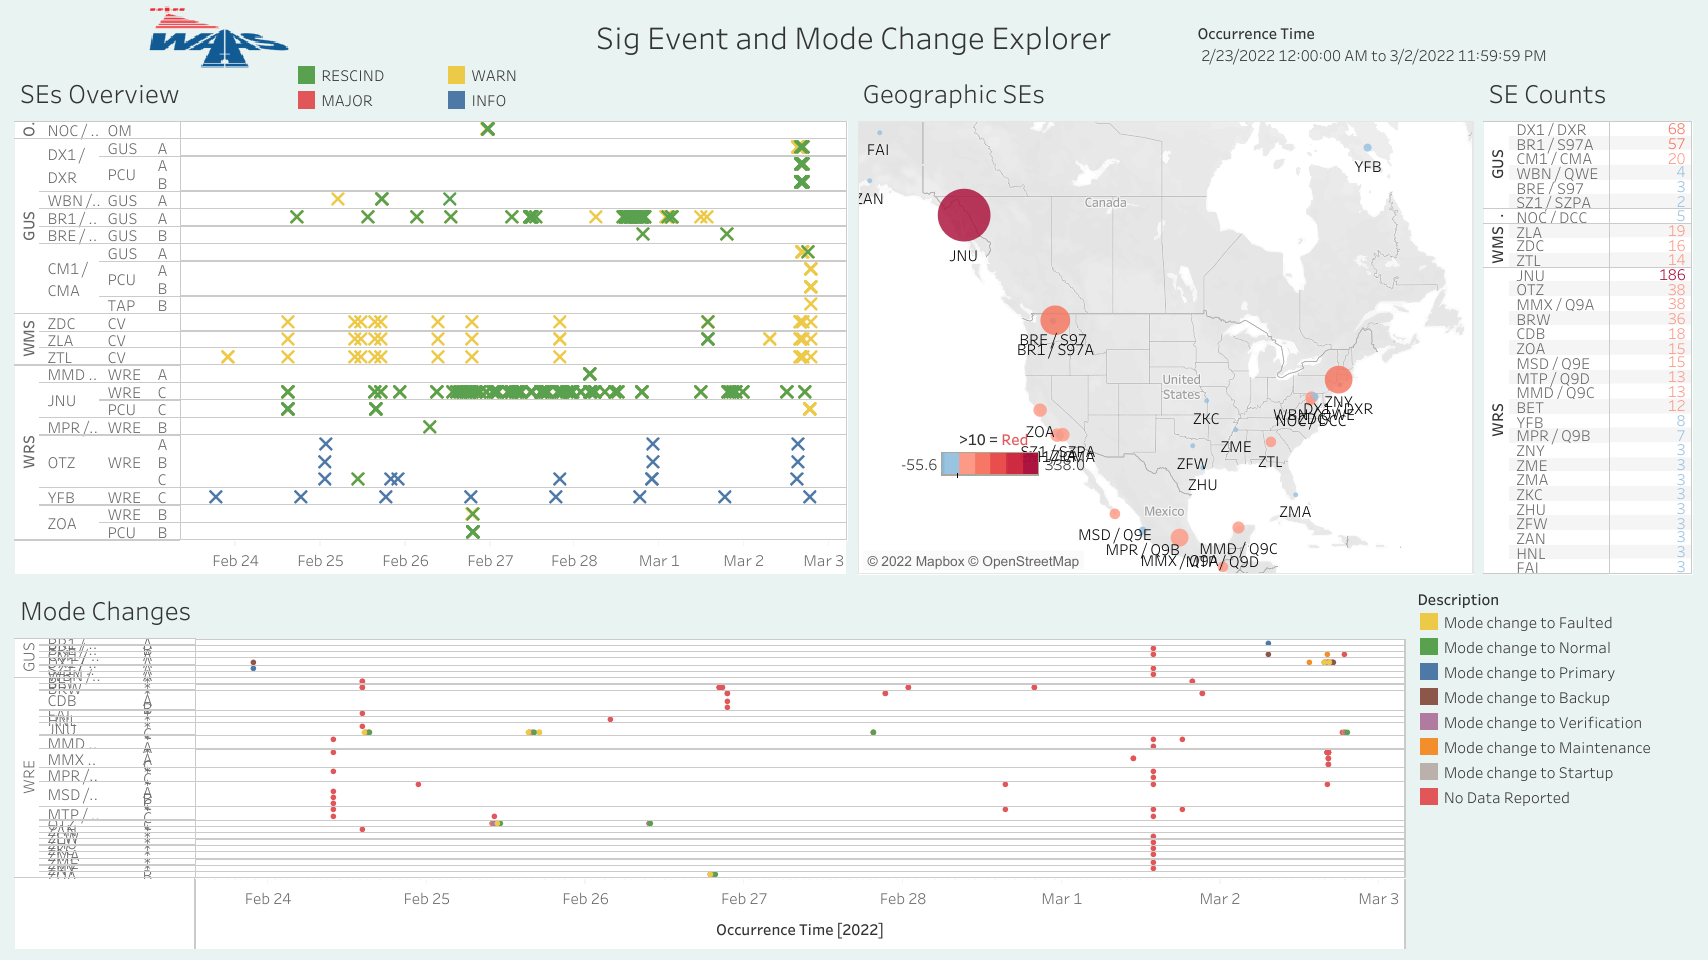 WAAS
Sig Event and Mode Change Explorer
Occurrence Time
2/23/2022 12:00:00 AM to 3/2/2022 11:59:59 PM
RESCIND
WARN
MAJOR
INFO
SEs Overview
O.
NOC / .. OM
GUS
DX1 / DXR
GUS A
PCU A
B
WBN / .. GUS A
BR1 / .. GUS A
BRE / .. GUS B
CM1 / CMA
GUS A
PCU A
B
TAP B
WMS
ZDC CV
ZLA CV
ZTL CV
WRS
MMD .. WRE A
JNU WRE C
PCU C
MPR / .. WRE B
OTZ WRE A
B
C
YFB WRE C
ZOA WRE B
PCU B
Feb 24 Feb 25 Feb 26 Feb 27 Feb 28 Mar 1 Mar 2 Mar 3
Geographic SEs
FAI
YFB
ZAN
Canada
JNU
BRE / S97
BR1 / S97A
United States
ZNY
DX1 / DXR
NOC / DCC
ZKC
ZOA
ZME
ZTL
SZ1 / SZPA
>10 = Red
-55.6
338.0
ZFW
ZHU
ZMA
Mexico
MSD / Q9E
MPR / Q9B
MMD / Q9C
MMX / Q9A
MTP / Q9D
© 2022 Mapbox © OpenStreetMap
SE Counts
GUS
DX1 / DXR 68
BR1 / S97A 57
CM1 / CMA 20
WBN / QWE 4
BRE / S97 3
SZ1 / SZPA 2
NOC / DCC 5
WMS
ZLA 19
ZDC 16
ZTL 14
WRS
JNU 186
OTZ 38
MMX / Q9A 38
BRW 36
CDB 18
ZOA 15
MSD / Q9E 15
MTP / Q9D 13
MMD / Q9C 13
BET 12
YFB 8
MPR / Q9B 7
ZNY 3
ZME 3
ZMA 3
ZKC 3
ZHU 3
ZFW 3
ZAN 3
HNL 3
FAI 3
Mode Changes
GUS
WRE
BRW
CDB
HNL
JNU
MMD ..
MMX ..
MPR / ..
MSD / ..
MTP / ..
OTZ
ZAN
ZMA
ZOA
Feb 24 Feb 25 Feb 26 Feb 27 Feb 28 Mar 1 Mar 2 Mar 3
Occurrence Time [2022]
Description
Mode change to Faulted
Mode change to Normal
Mode change to Primary
Mode change to Backup
Mode change to Verification
Mode change to Maintenance
Mode change to Startup
No Data Reported